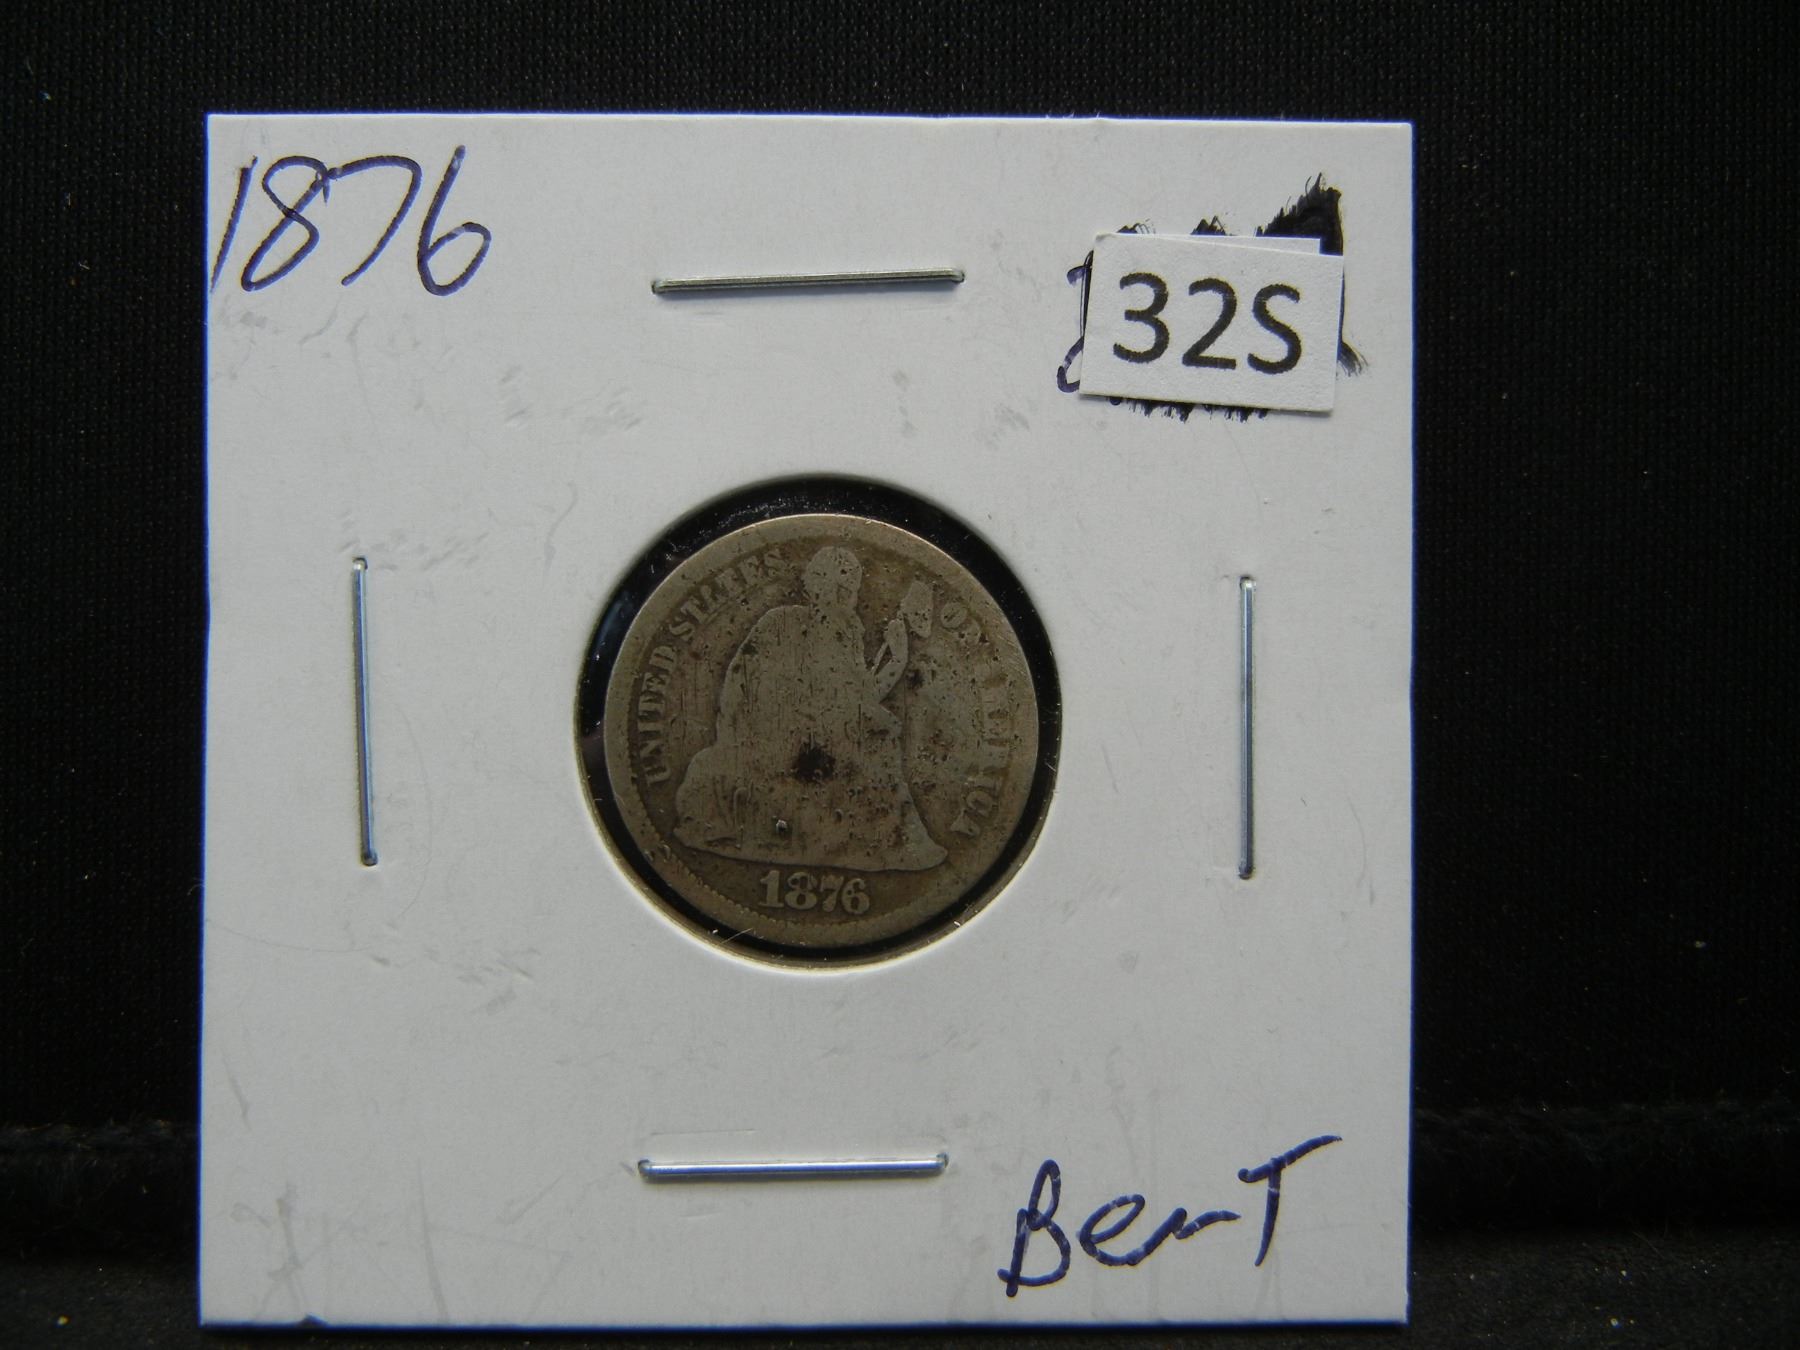 1876
32S
UNITED STATES OF AMERICA
1876
Bent